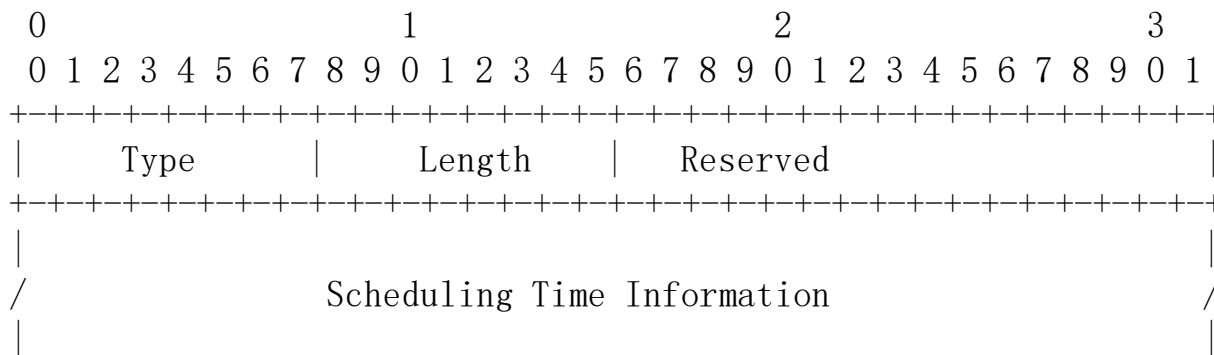 0                   1                   2                   3
 0 1 2 3 4 5 6 7 8 9 0 1 2 3 4 5 6 7 8 9 0 1 2 3 4 5 6 7 8 9 0 1
+-+-+-+-+-+-+-+-+-+-+-+-+-+-+-+-+-+-+-+-+-+-+-+-+-+-+-+-+-+-+-+-+
|     Type      |     Length    |   Reserved                    |
+-+-+-+-+-+-+-+-+-+-+-+-+-+-+-+-+-+-+-+-+-+-+-+-+-+-+-+-+-+-+-+-+
|                                                               |
/                Scheduling Time Information                    /
|                                                               |